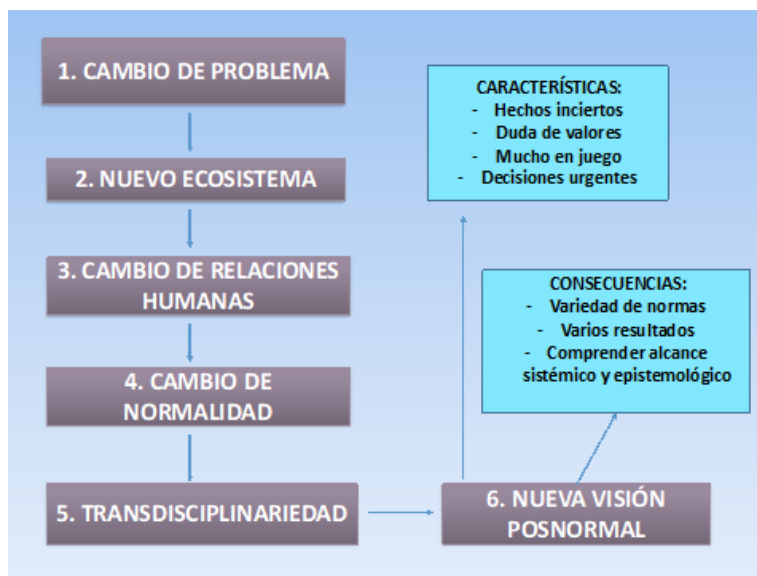 1. CAMBIO DE PROBLEMA
2. NUEVO ECOSISTEMA
3. CAMBIO DE RELACIONES
HUMANAS
4. CAMBIO DE
NORMALIDAD
5. TRANSDISCIPLINARIEDAD
6. NUEVA VISIÓN
POSNORMAL
CARACTERÍSTICAS:
- Hechos inciertos
- Duda de valores
- Mucho en juego
- Decisiones urgentes
CONSECUENCIAS:
- Variedad de normas
- Varios resultados
- Comprender alcance
sistémico y epistemológico